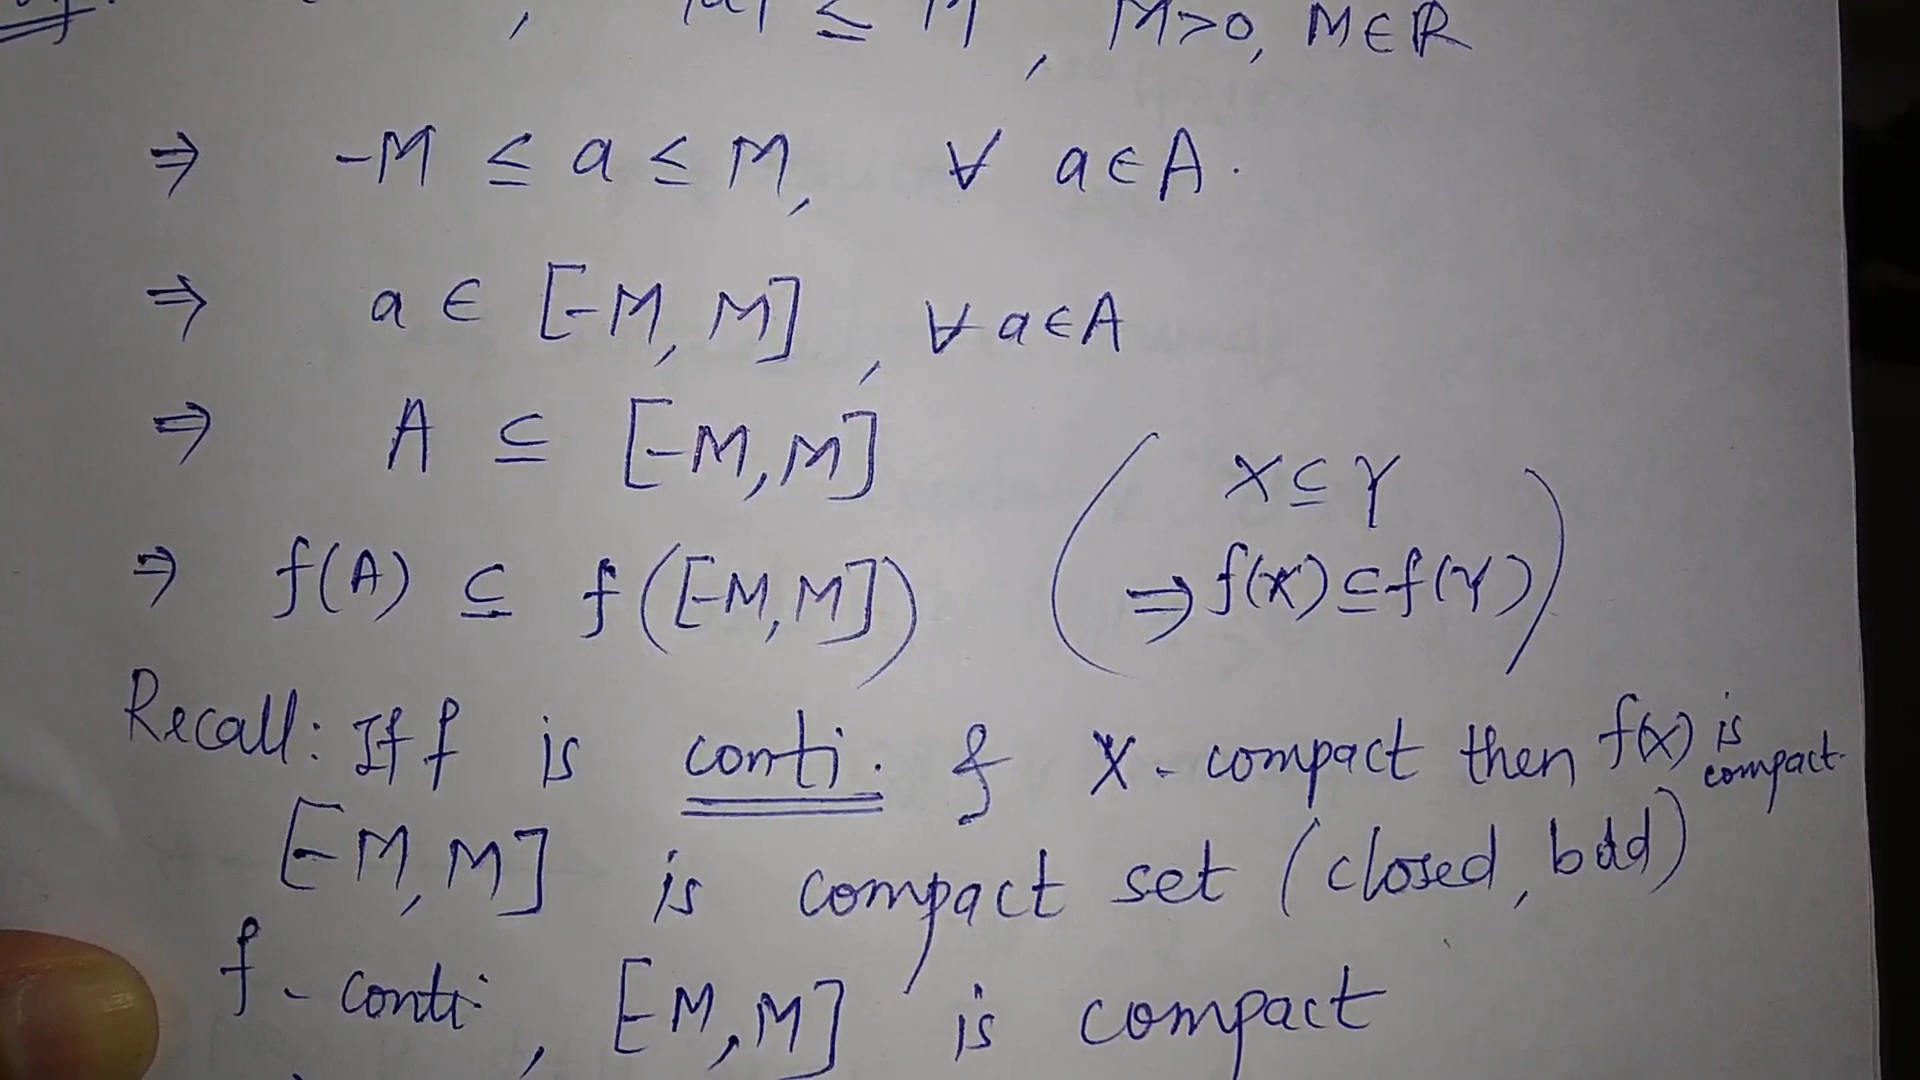 |a| ≤ M, M>0, M∈R
⇒ -M ≤ a ≤ M, ∀ a∈A.
⇒ a ∈ [-M, M], ∀ a∈A
⇒ A ⊆ [-M, M]
(X ⊆ Y
⇒ f(A) ⊆ f([-M, M])
⇒ f(X) ⊆ f(Y))
Recall: If f is conti. & X - compact then f(X) is compact.
[-M, M] is compact set (closed, bdd)
f - conti, [-M, M] is compact